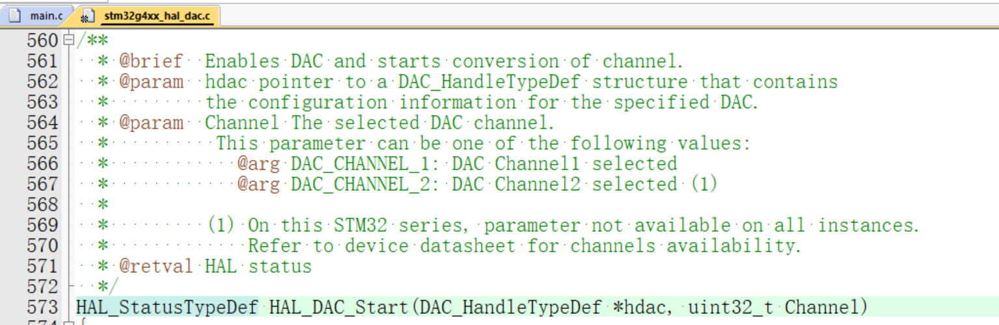 main.c stm32g4xx_hal_dac.c
560 /**
561 * @brief Enables DAC and starts conversion of channel.
562 * @param hdac pointer to a DAC_HandleTypeDef structure that contains
563 * the configuration information for the specified DAC.
564 * @param Channel The selected DAC channel.
565 * This parameter can be one of the following values:
566 * @arg DAC_CHANNEL_1: DAC Channel1 selected
567 * @arg DAC_CHANNEL_2: DAC Channel2 selected (1)
568 *
569 * (1) On this STM32 series, parameter not available on all instances.
570 * Refer to device datasheet for channels availability.
571 * @retval HAL status
572 */
573 HAL_StatusTypeDef HAL_DAC_Start(DAC_HandleTypeDef *hdac, uint32_t Channel)
574 {